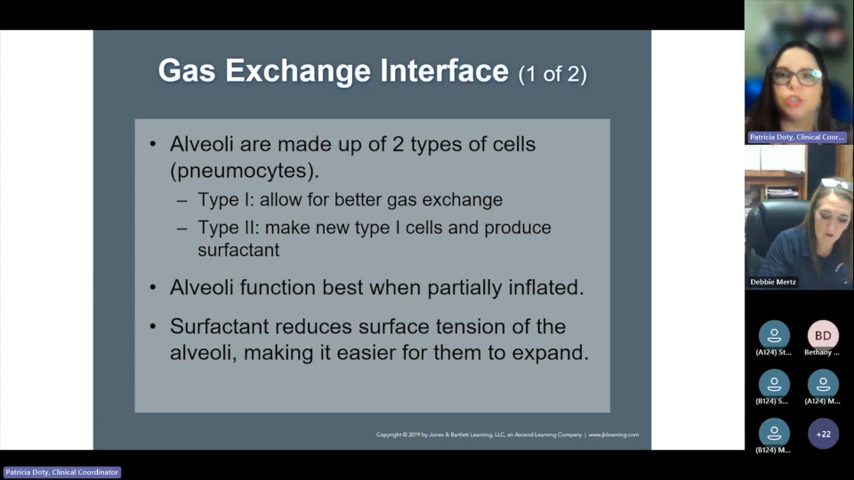 Gas Exchange Interface (1 of 2)
• Alveoli are made up of 2 types of cells
(pneumocytes).
– Type I: allow for better gas exchange
– Type II: make new type I cells and produce
surfactant
• Alveoli function best when partially inflated.
• Surfactant reduces surface tension of the
alveoli, making it easier for them to expand.
Copyright © 2019 by Jones & Bartlett Learning, LLC, an Ascend Learning Company | www.jblearning.com
Patricia Doty, Clinical Coor...
Debbie Mertz
BD
(A124) St...
Bethany ...
(B124) S...
(A124) M...
+22
(B124) M...
Patricia Doty, Clinical Coordinator